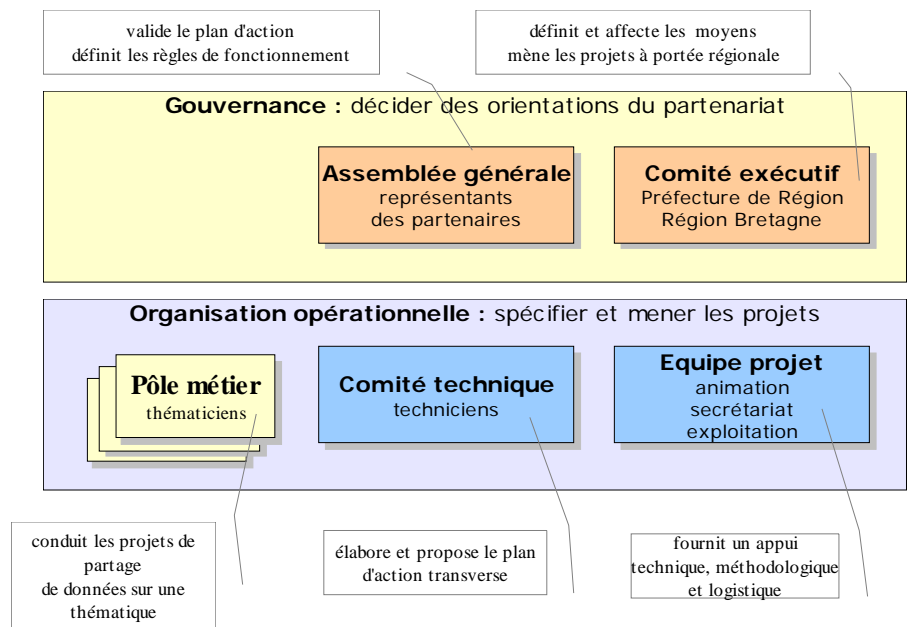 valide le plan d'action
définit les règles de fonctionnement
définit et affecte les moyens
mène les projets à portée régionale
Gouvernance : décider des orientations du partenariat
Assemblée générale
représentants
des partenaires
Comité exécutif
Préfecture de Région
Région Bretagne
Organisation opérationnelle : spécifier et mener les projets
Pôle métier
thématiciens
Comité technique
techniciens
Equipe projet
animation
secrétariat
exploitation
conduit les projets de
partage
de données sur une
thématique
élabore et propose le plan
d'action transverse
fournit un appui
technique, méthodologique
et logistique